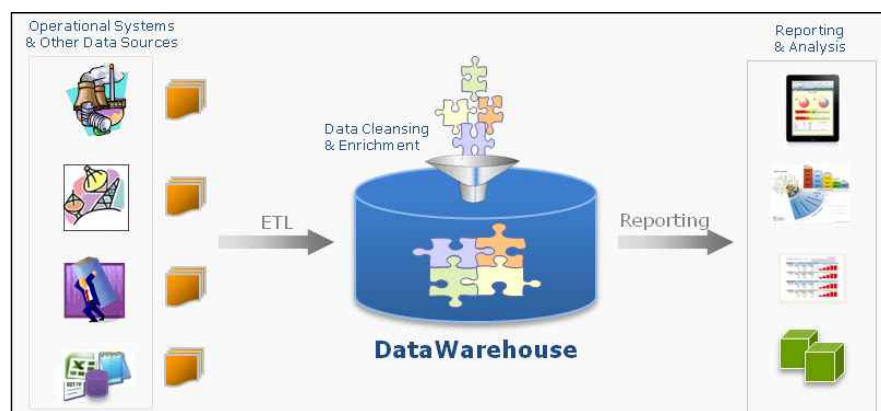 Operational Systems
& Other Data Sources
Reporting
& Analysis
Data Cleansing
& Enrichment
ETL
Reporting
DataWarehouse